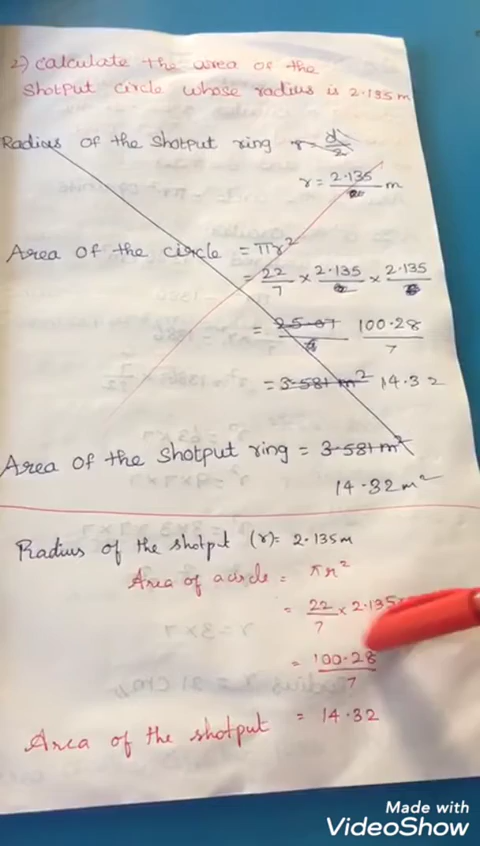 2) Calculate the area of the
Shotput circle whose radius is 2.135 m
Radius of the Shotput ring r = d/2
r = 2.135/2 m
Area of the circle = πr²
= 22/7 × 2.135/2 × 2.135/2
= 25.07/ 100.28/7
= 3.581 m² 14.32
Area of the Shotput ring = 3.581 m²
14.32 m²
Radius of the shotput (r) = 2.135m
Area of a circle = πr²
= 22/7 × 2.135
= 100.28/7
Area of the shotput = 14.32
Made with
VideoShow